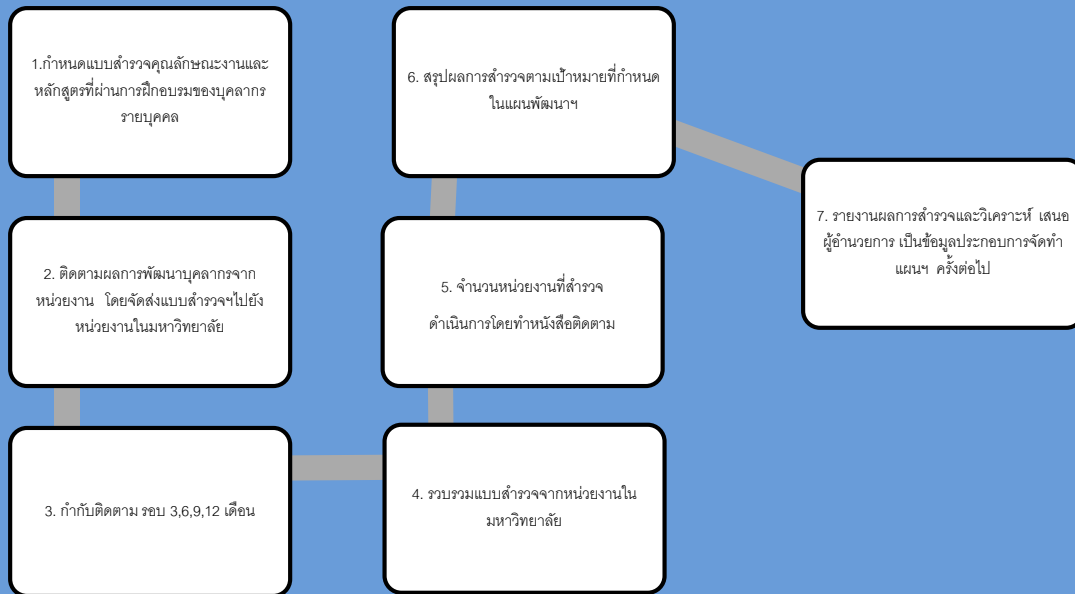 1.กำหนดแบบสำรวจคุณลักษณะงานและ
หลักสูตรที่ผ่านการฝึกอบรมของบุคลากร
รายบุคคล
2. ติดตามผลการพัฒนาบุคลากรจาก
หน่วยงาน โดยจัดส่งแบบสำรวจฯไปยัง
หน่วยงานในมหาวิทยาลัย
3. กำกับติดตาม รอบ 3,6,9,12 เดือน
4. รวบรวมแบบสำรวจจากหน่วยงานใน
มหาวิทยาลัย
5. จำนวนหน่วยงานที่สำรวจ
ดำเนินการโดยทำหนังสือติดตาม
6. สรุปผลการสำรวจตามเป้าหมายที่กำหนด
ในแผนพัฒนาฯ
7. รายงานผลการสำรวจและวิเคราะห์ เสนอ
ผู้อำนวยการ เป็นข้อมูลประกอบการจัดทำ
แผนฯ ครั้งต่อไป